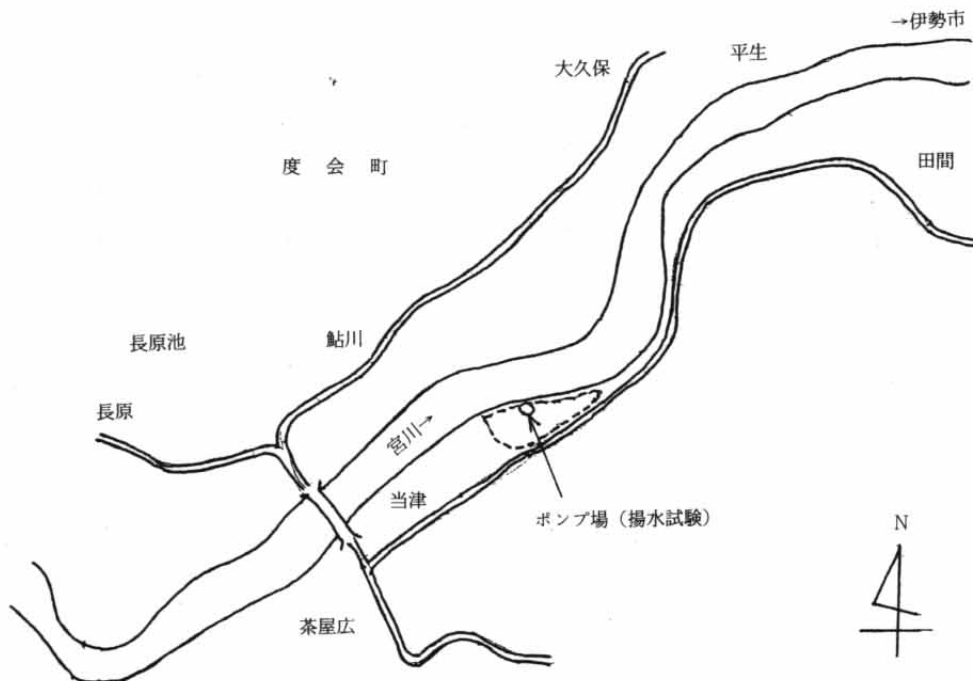 →伊勢市
平生
大久保
田間
度会町
長原池
鮎川
長原
宮川→
当津
ポンプ場（揚水試験）
N
茶屋広